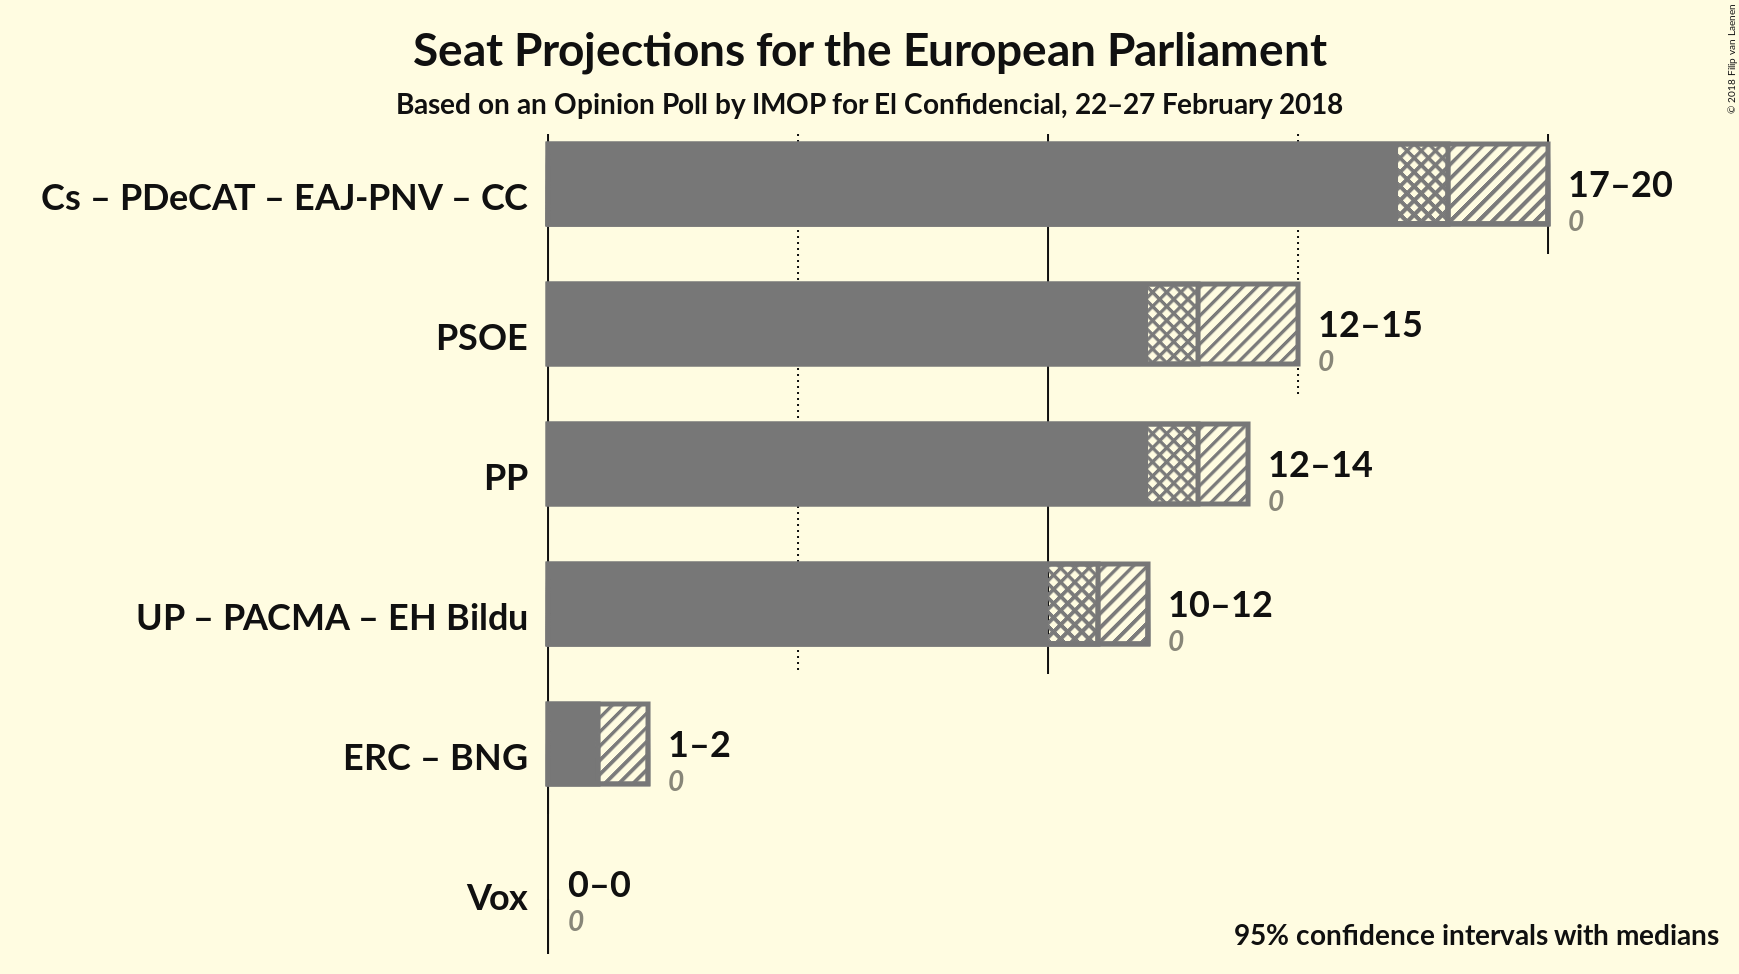 Seat Projections for the European Parliament
Based on an Opinion Poll by IMOP for El Confidencial, 22–27 February 2018
© 2018 Filip van Laenen
Cs – PDeCAT – EAJ-PNV – CC
17–20
0
PSOE
12–15
0
PP
12–14
0
UP – PACMA – EH Bildu
10–12
0
ERC – BNG
1–2
0
Vox
0–0
0
95% confidence intervals with medians